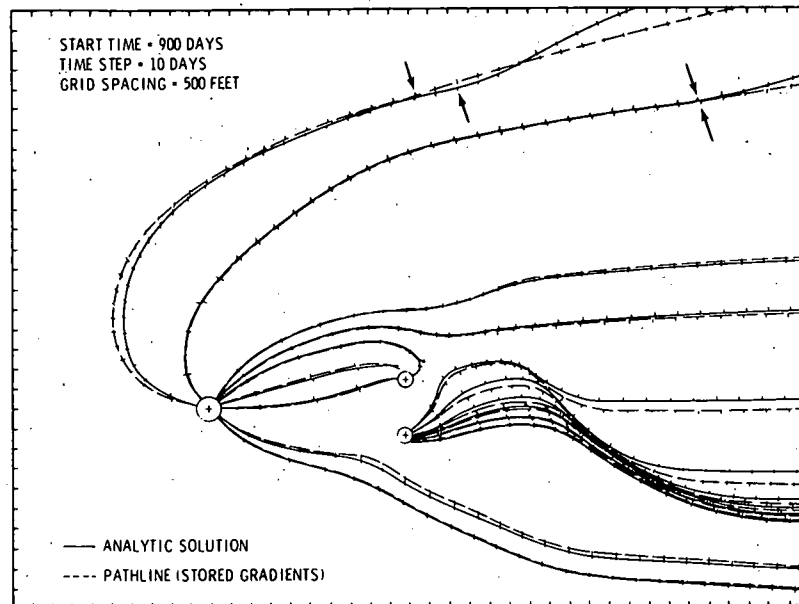 START TIME = 900 DAYS
TIME STEP = 10 DAYS
GRID SPACING = 500 FEET
ANALYTIC SOLUTION
PATHLINE (STORED GRADIENTS)